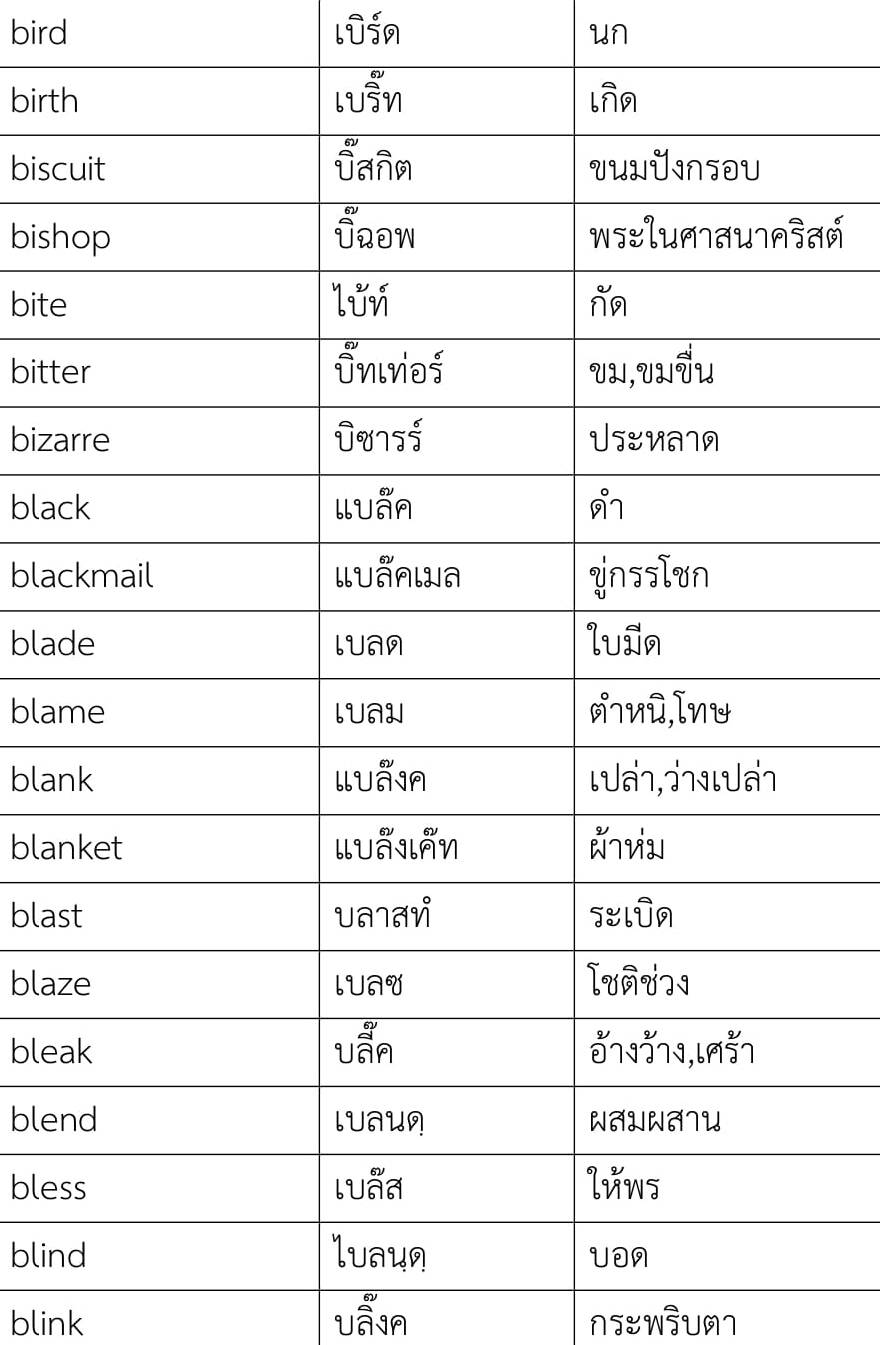 bird เบิร์ด นก
birth เบริ๊ท เกิด
biscuit บิ๊สกิต ขนมปังกรอบ
bishop บิ๊ฉอพ พระในศาสนาคริสต์
bite ไบ้ท์ กัด
bitter บิ๊ทเท่อร์ ขม,ขมขื่น
bizarre บิซารร์ ประหลาด
black แบล๊ค ดำ
blackmail แบล๊คเมล ขู่กรรโชก
blade เบลด ใบมีด
blame เบลม ตำหนิ,โทษ
blank แบล๊งค เปล่า,ว่างเปล่า
blanket แบล๊งเค๊ท ผ้าห่ม
blast บลาสทํ ระเบิด
blaze เบลซ โชติช่วง
bleak บลี๊ค อ้างว้าง,เศร้า
blend เบลนดฺ ผสมผสาน
bless เบล๊ส ให้พร
blind ไบลนฺดฺ บอด
blink บลิ๊งค กระพริบตา